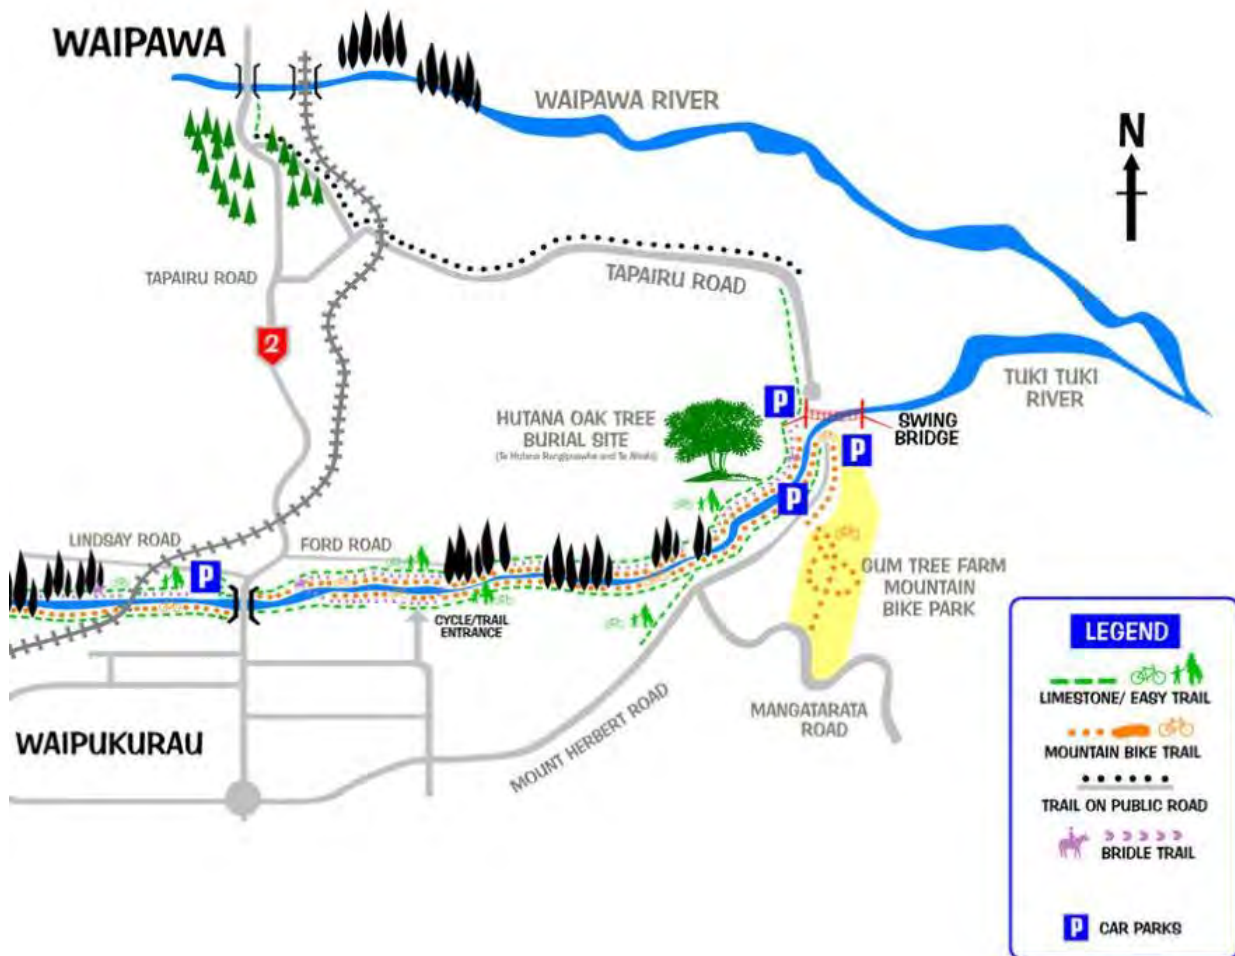 WAIPAWA
WAIPAWA RIVER
N
TAPAIRU ROAD
TAPAIRU ROAD
2
TUKI TUKI
RIVER
P
HUTANA OAK TREE
BURIAL SITE
SWING
BRIDGE
P
P
LINDSAY ROAD
FORD ROAD
P
GUM TREE FARM
MOUNTAIN
BIKE PARK
CYCLE/TRAIL
ENTRANCE
WAIPUKURAU
MOUNT HERBERT ROAD
MANGATARATA
ROAD
LEGEND
LIMESTONE/ EASY TRAIL
MOUNTAIN BIKE TRAIL
TRAIL ON PUBLIC ROAD
BRIDLE TRAIL
P CAR PARKS